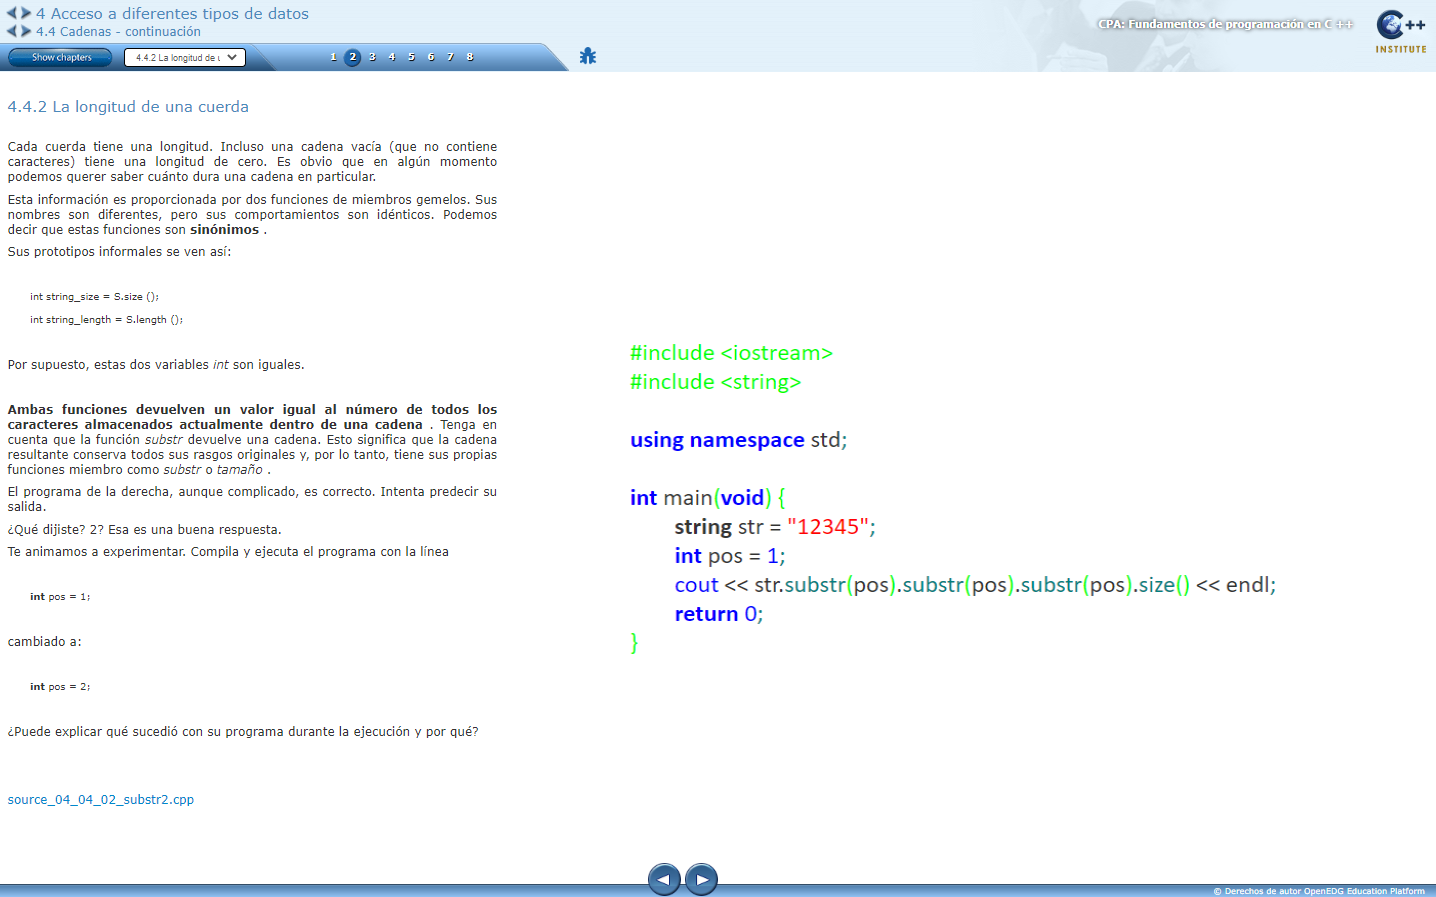 4 Acceso a diferentes tipos de datos
4.4 Cadenas - continuación
CPA: Fundamentos de programación en C ++
++
INSTITUTE
Show chapters
4.4.2 La longitud de u
1 2 3 4 5 6 7 8
4.4.2 La longitud de una cuerda
Cada cuerda tiene una longitud. Incluso una cadena vacía (que no contiene
caracteres) tiene una longitud de cero. Es obvio que en algún momento
podemos querer saber cuánto dura una cadena en particular.
Esta información es proporcionada por dos funciones de miembros gemelos. Sus
nombres son diferentes, pero sus comportamientos son idénticos. Podemos
decir que estas funciones son sinónimos .
Sus prototipos informales se ven así:
int string_size = S.size ();
int string_length = S.length ();
Por supuesto, estas dos variables int son iguales.
Ambas funciones devuelven un valor igual al número de todos los
caracteres almacenados actualmente dentro de una cadena . Tenga en
cuenta que la función substr devuelve una cadena. Esto significa que la cadena
resultante conserva todos sus rasgos originales y, por lo tanto, tiene sus propias
funciones miembro como substr o tamaño .
El programa de la derecha, aunque complicado, es correcto. Intenta predecir su
salida.
¿Qué dijiste? 2? Esa es una buena respuesta.
Te animamos a experimentar. Compila y ejecuta el programa con la línea
int pos = 1;
cambiado a:
int pos = 2;
¿Puede explicar qué sucedió con su programa durante la ejecución y por qué?
source_04_04_02_substr2.cpp
#include <iostream>
#include <string>
using namespace std;
int main(void) {
string str = "12345";
int pos = 1;
cout << str.substr(pos).substr(pos).substr(pos).size() << endl;
return 0;
}
© Derechos de autor OpenEDG Education Platform